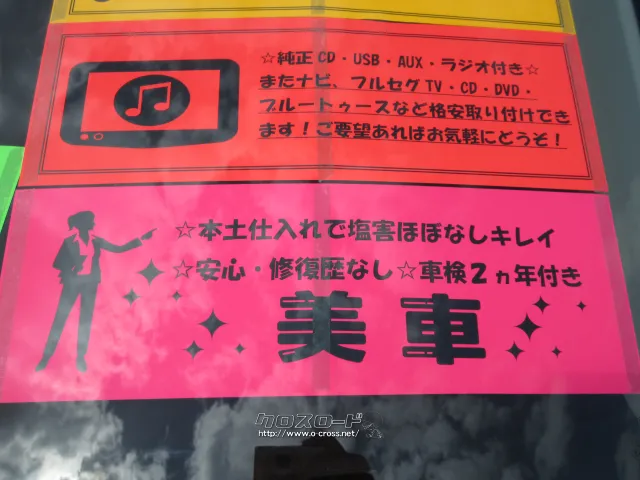 ☆純正CD・USB・AUX・ラジオ付き☆
またナビ、フルセグTV・CD・DVD・
ブルートゥースなど格安取り付けでき
ます！ご要望あればお気軽にどうぞ！
☆本土仕入れで塩害ほぼなしキレイ
☆安心・修復歴なし☆車検２ヵ年付き
美車
クロスロード
http://www.o-cross.net/